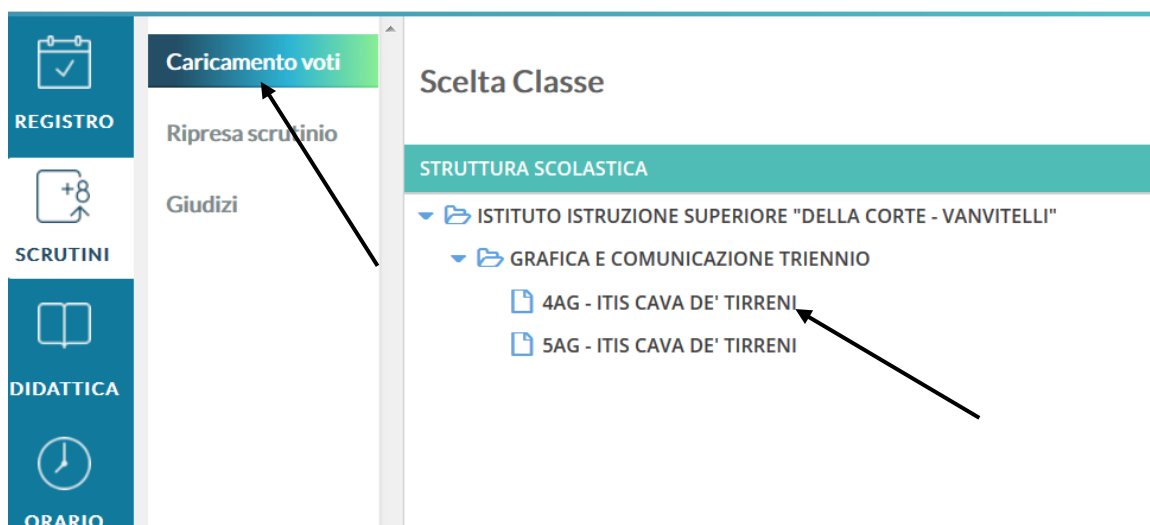 REGISTRO
+8
SCRUTINI
DIDATTICA
ORARIO
Caricamento voti
Ripresa scrutinio
Giudizi
Scelta Classe
STRUTTURA SCOLASTICA
ISTITUTO ISTRUZIONE SUPERIORE "DELLA CORTE - VANVITELLI"
GRAFICA E COMUNICAZIONE TRIENNIO
4AG - ITIS CAVA DE' TIRRENI
5AG - ITIS CAVA DE' TIRRENI